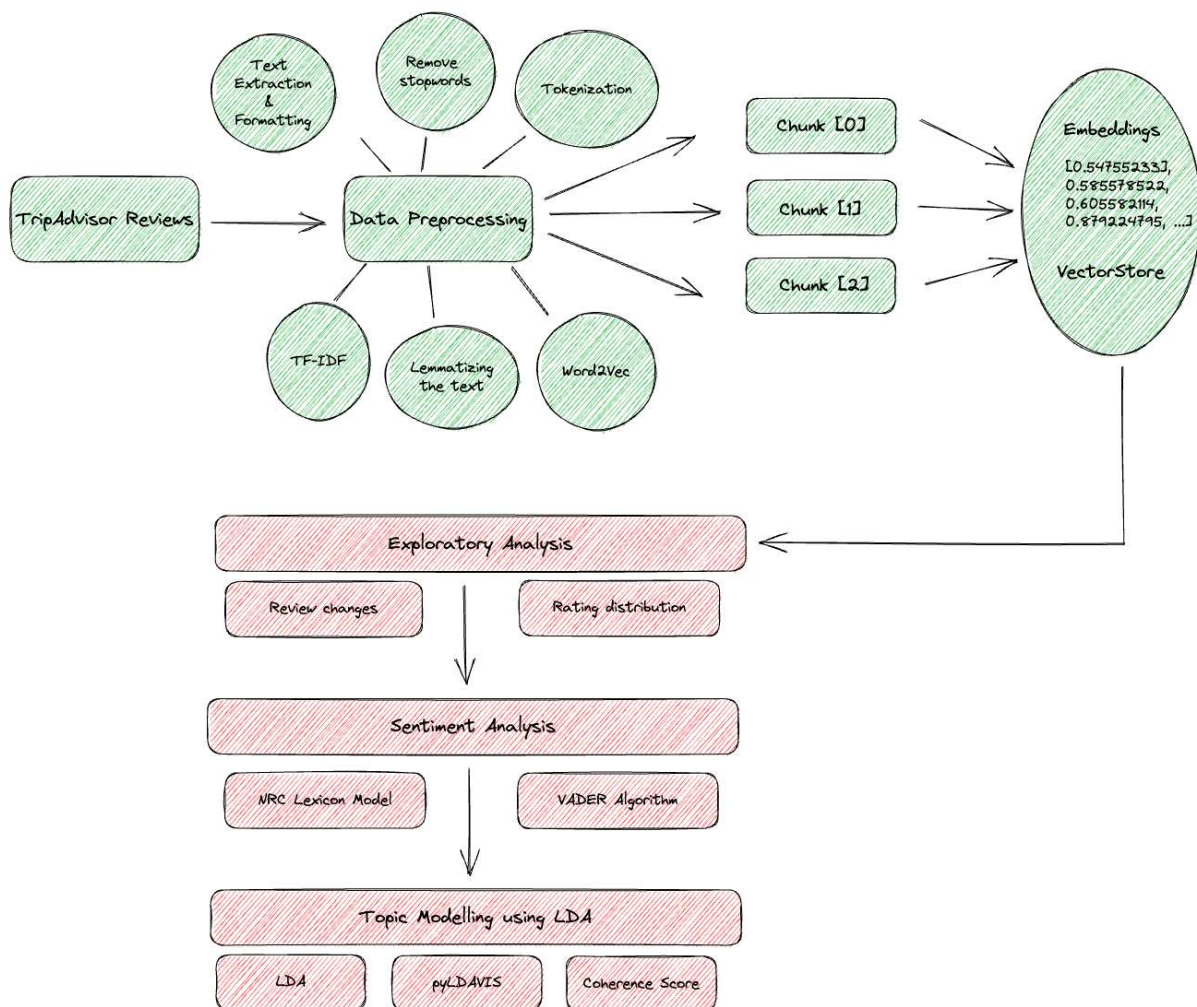 Text
Extraction
&
Formatting
Remove
stopwords
Tokenization
TripAdvisor Reviews
Data Preprocessing
TF-IDF
Lemmatizing
the text
Word2Vec
Chunk [0]
Chunk [1]
Chunk [2]
Embeddings
[0.54755233],
0.585578522,
0.605582114,
0.879224795, ...]
VectorStore
Exploratory Analysis
Review changes
Rating distribution
Sentiment Analysis
NRC Lexicon Model
VADER Algorithm
Topic Modelling using LDA
LDA
pyLDAVIS
Coherence Score